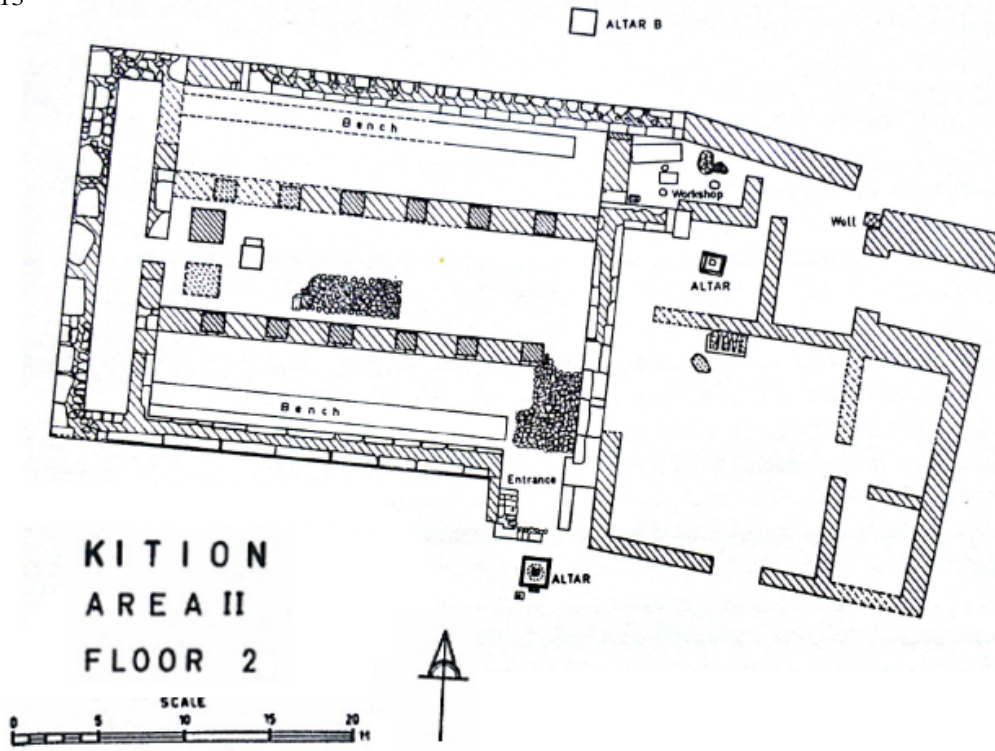 13
ALTAR B
Bench
Workshop
Well
ALTAR
Bench
Entrance
ALTAR
KITION
AREA II
FLOOR 2
SCALE
0 5 10 15 20
M